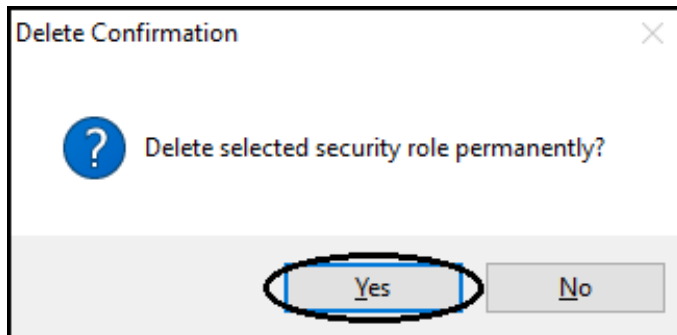 Delete Confirmation
Delete selected security role permanently?
Yes
No